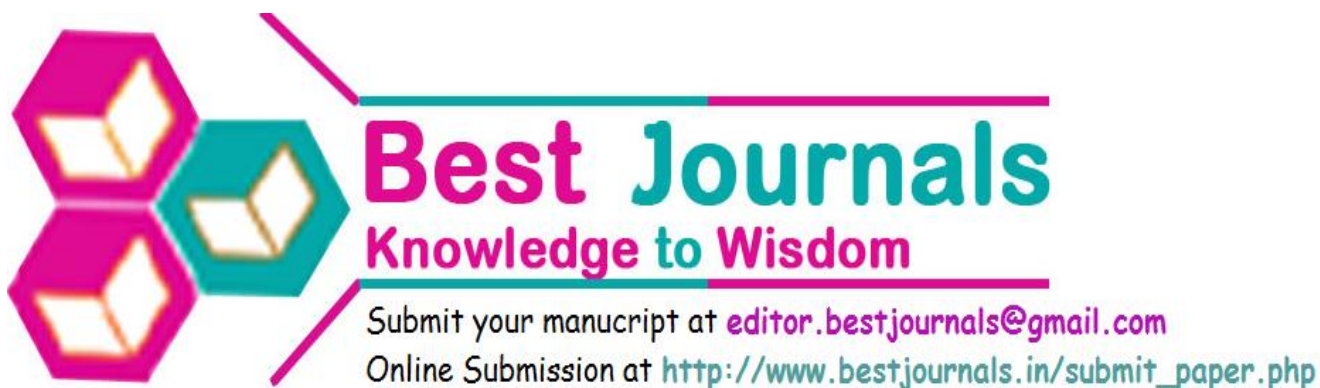 Best Journals
Knowledge to Wisdom
Submit your manucript at editor.bestjournals@gmail.com
Online Submission at http://www.bestjournals.in/submit_paper.php